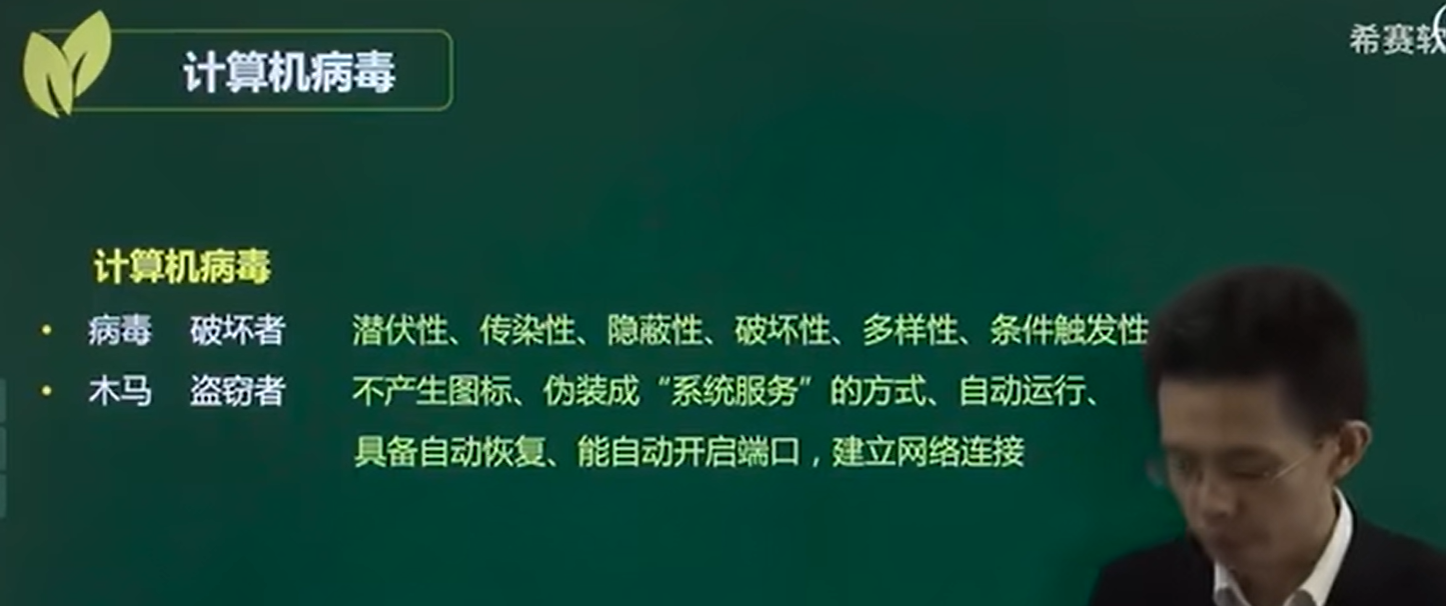 计算机病毒
希赛软
计算机病毒
• 病毒 破坏者 潜伏性、传染性、隐蔽性、破坏性、多样性、条件触发性
• 木马 盗窃者 不产生图标、伪装成“系统服务”的方式、自动运行、
具备自动恢复、能自动开启端口，建立网络连接